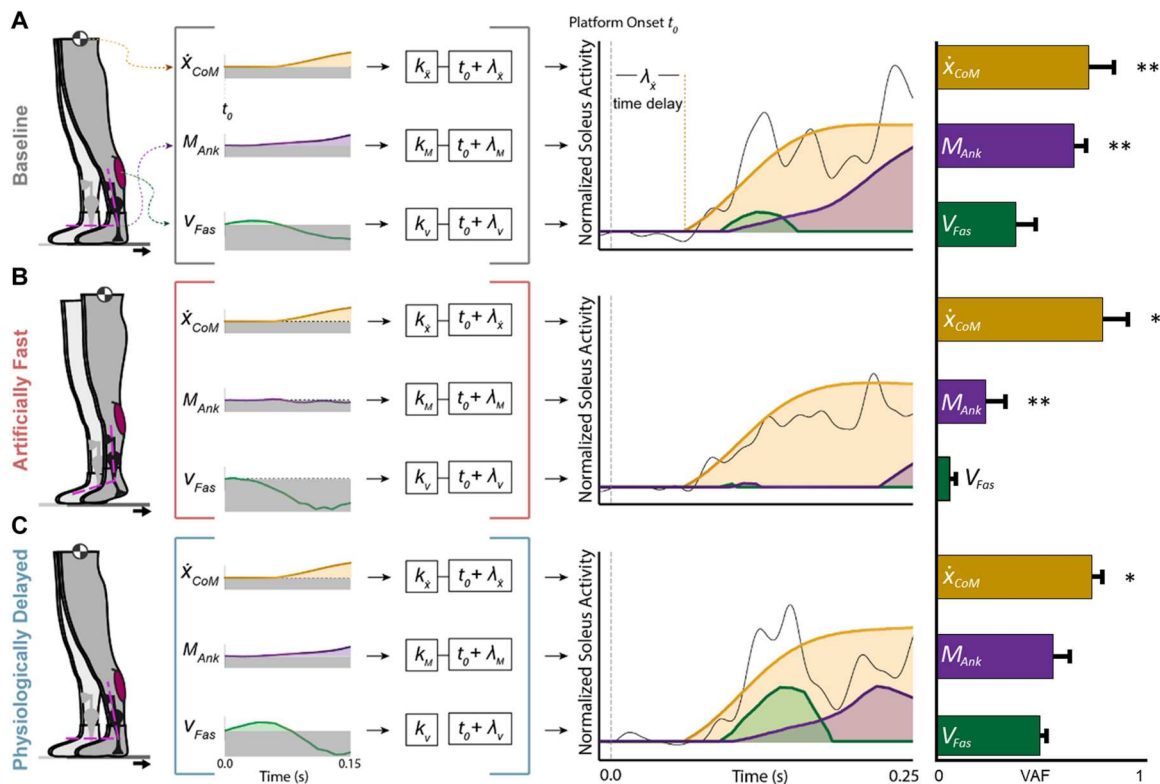 A
Baseline
ẋCoM
t0
MAnk
VFas
kẋ
t0 + λẋ
kM
t0 + λM
kv
t0 + λv
Platform Onset t0
λẋ
time delay
Normalized Soleus Activity
ẋCoM
**
MAnk
**
VFas
B
Artificially Fast
ẋCoM
MAnk
VFas
kẋ
t0 + λẋ
kM
t0 + λM
kv
t0 + λv
Normalized Soleus Activity
ẋCoM
*
MAnk
**
VFas
C
Physiologically Delayed
ẋCoM
MAnk
VFas
0.0
Time (s)
0.15
kẋ
t0 + λẋ
kM
t0 + λM
kv
t0 + λv
Normalized Soleus Activity
0.0
Time (s)
0.25
ẋCoM
*
MAnk
VFas
0
VAF
1